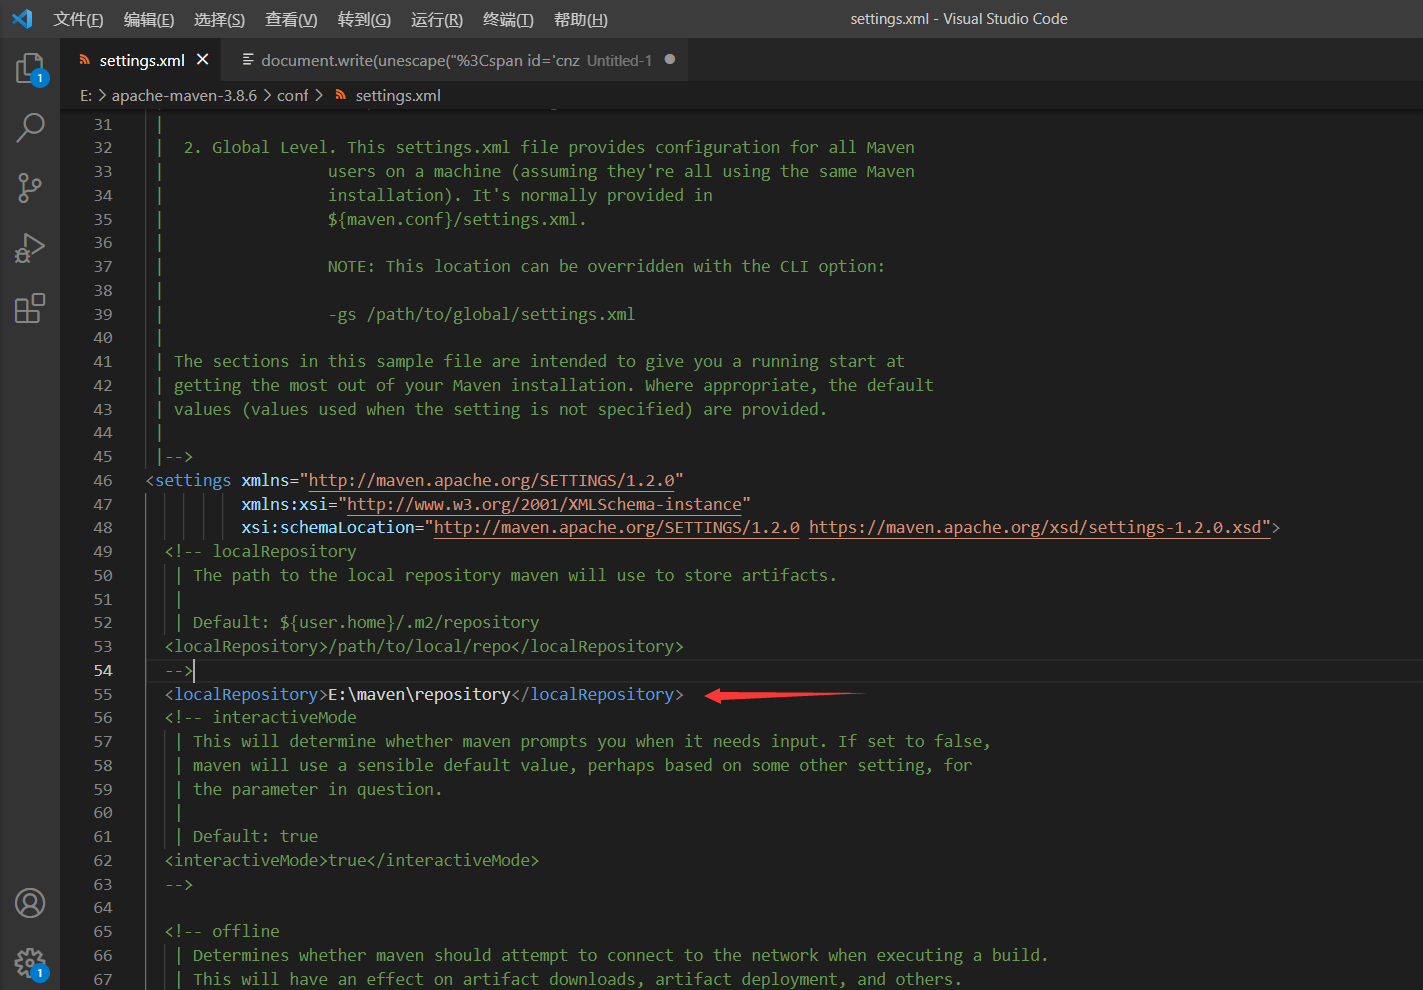 文件(F) 编辑(E) 选择(S) 查看(V) 转到(G) 运行(R) 终端(T) 帮助(H) settings.xml - Visual Studio Code
settings.xml document.write(unescape("%3Cspan id='cnz Untitled-1
E: > apache-maven-3.8.6 > conf > settings.xml
31 |
32 | 2. Global Level. This settings.xml file provides configuration for all Maven
33 | users on a machine (assuming they're all using the same Maven
34 | installation). It's normally provided in
35 | ${maven.conf}/settings.xml.
36 |
37 | NOTE: This location can be overridden with the CLI option:
38 |
39 | -gs /path/to/global/settings.xml
40 |
41 | The sections in this sample file are intended to give you a running start at
42 | getting the most out of your Maven installation. Where appropriate, the default
43 | values (values used when the setting is not specified) are provided.
44 |
45 |-->
46 <settings xmlns="http://maven.apache.org/SETTINGS/1.2.0"
47 xmlns:xsi="http://www.w3.org/2001/XMLSchema-instance"
48 xsi:schemaLocation="http://maven.apache.org/SETTINGS/1.2.0 https://maven.apache.org/xsd/settings-1.2.0.xsd">
49 <!-- localRepository
50 | The path to the local repository maven will use to store artifacts.
51 |
52 | Default: ${user.home}/.m2/repository
53 <localRepository>/path/to/local/repo</localRepository>
54 -->
55 <localRepository>E:\maven\repository</localRepository>
56 <!-- interactiveMode
57 | This will determine whether maven prompts you when it needs input. If set to false,
58 | maven will use a sensible default value, perhaps based on some other setting, for
59 | the parameter in question.
60 |
61 | Default: true
62 <interactiveMode>true</interactiveMode>
63 -->
64
65 <!-- offline
66 | Determines whether maven should attempt to connect to the network when executing a build.
67 | This will have an effect on artifact downloads, artifact deployment, and others.
1
1